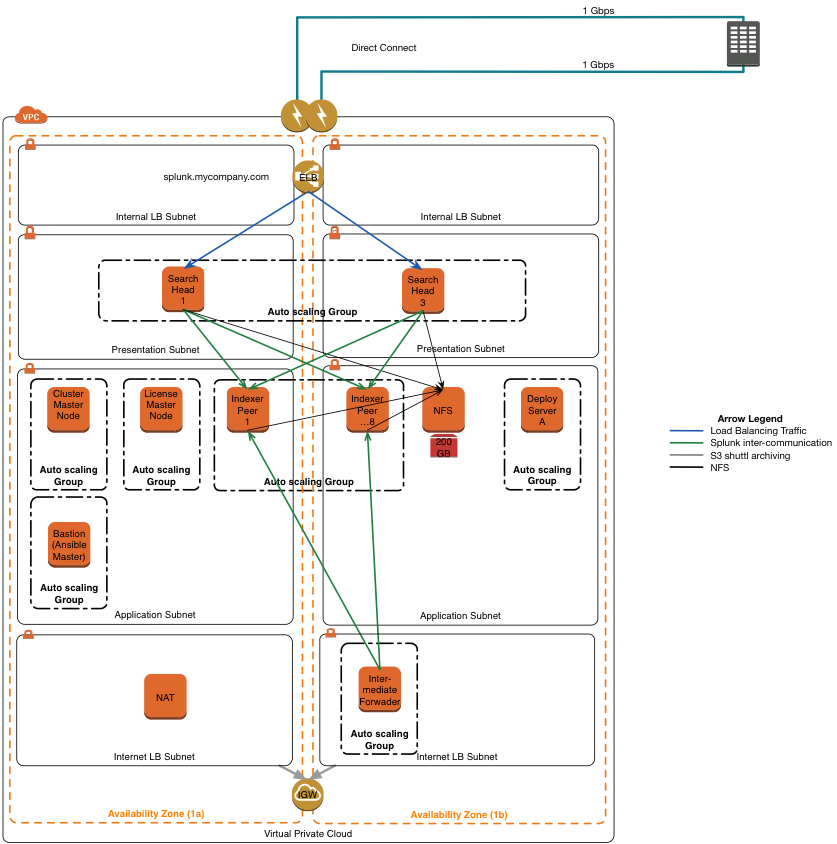 1 Gbps
Direct Connect
1 Gbps
VPC
splunk.mycompany.com
ELB
Internal LB Subnet
Internal LB Subnet
Search
Head
1
Search
Head
3
Auto scaling Group
Presentation Subnet
Presentation Subnet
Cluster
Master
Node
License
Master
Node
Indexer
Peer
1
Indexer
Peer
...8
NFS
Deploy
Server
A
200
GB
Auto scaling
Group
Auto scaling
Group
Auto scaling Group
Auto scaling
Group
Bastion
(Ansible
Master)
Auto scaling
Group
Application Subnet
Application Subnet
NAT
Inter-
mediate
Forwader
Auto scaling
Group
Internet LB Subnet
Internet LB Subnet
IGW
Availability Zone (1a)
Availability Zone (1b)
Virtual Private Cloud
Arrow Legend
Load Balancing Traffic
Splunk inter-communication
S3 shuttl archiving
NFS